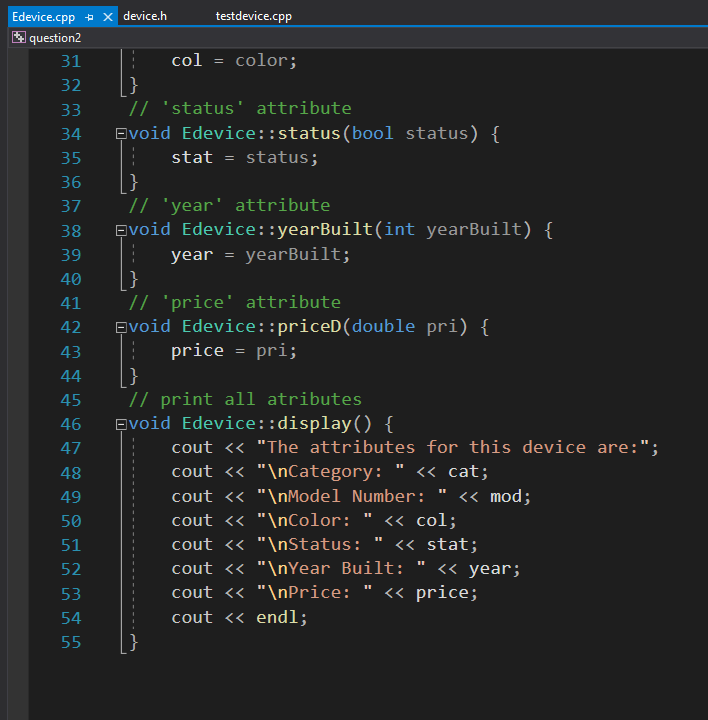 Edevice.cpp device.h testdevice.cpp
question2
31 col = color;
32 }
33 // 'status' attribute
34 void Edevice::status(bool status) {
35 stat = status;
36 }
37 // 'year' attribute
38 void Edevice::yearBuilt(int yearBuilt) {
39 year = yearBuilt;
40 }
41 // 'price' attribute
42 void Edevice::priceD(double pri) {
43 price = pri;
44 }
45 // print all atributes
46 void Edevice::display() {
47 cout << "The attributes for this device are:";
48 cout << "\nCategory: " << cat;
49 cout << "\nModel Number: " << mod;
50 cout << "\nColor: " << col;
51 cout << "\nStatus: " << stat;
52 cout << "\nYear Built: " << year;
53 cout << "\nPrice: " << price;
54 cout << endl;
55 }